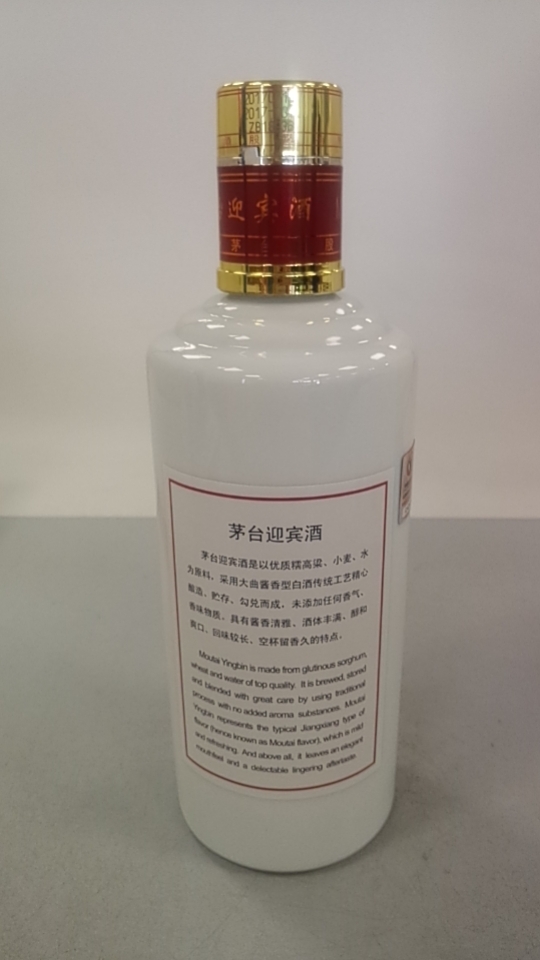 2017
2017
迎宾酒
茅
茅台迎宾酒
茅台迎宾酒是以优质糯高粱、小麦、水
为原料，采用大曲酱香型白酒传统工艺精心
酿造、贮存、勾兑而成，未添加任何香气、
香味物质。具有酱香清雅、酒体丰满、醇和
爽口、回味较长、空杯留香久的特点。
Moutai Yingbin is made from glutinous sorghum,
wheat and water of top quality. It is brewed, stored
and blended with great care by using traditional
process with no added aroma substances. Moutai
Yingbin represents the typical Jiangxiang type of
flavor (hence known as Moutai flavor), which is mild
and refreshing. And above all, it leaves an elegant
mouthfeel and a delectable lingering aftertaste.